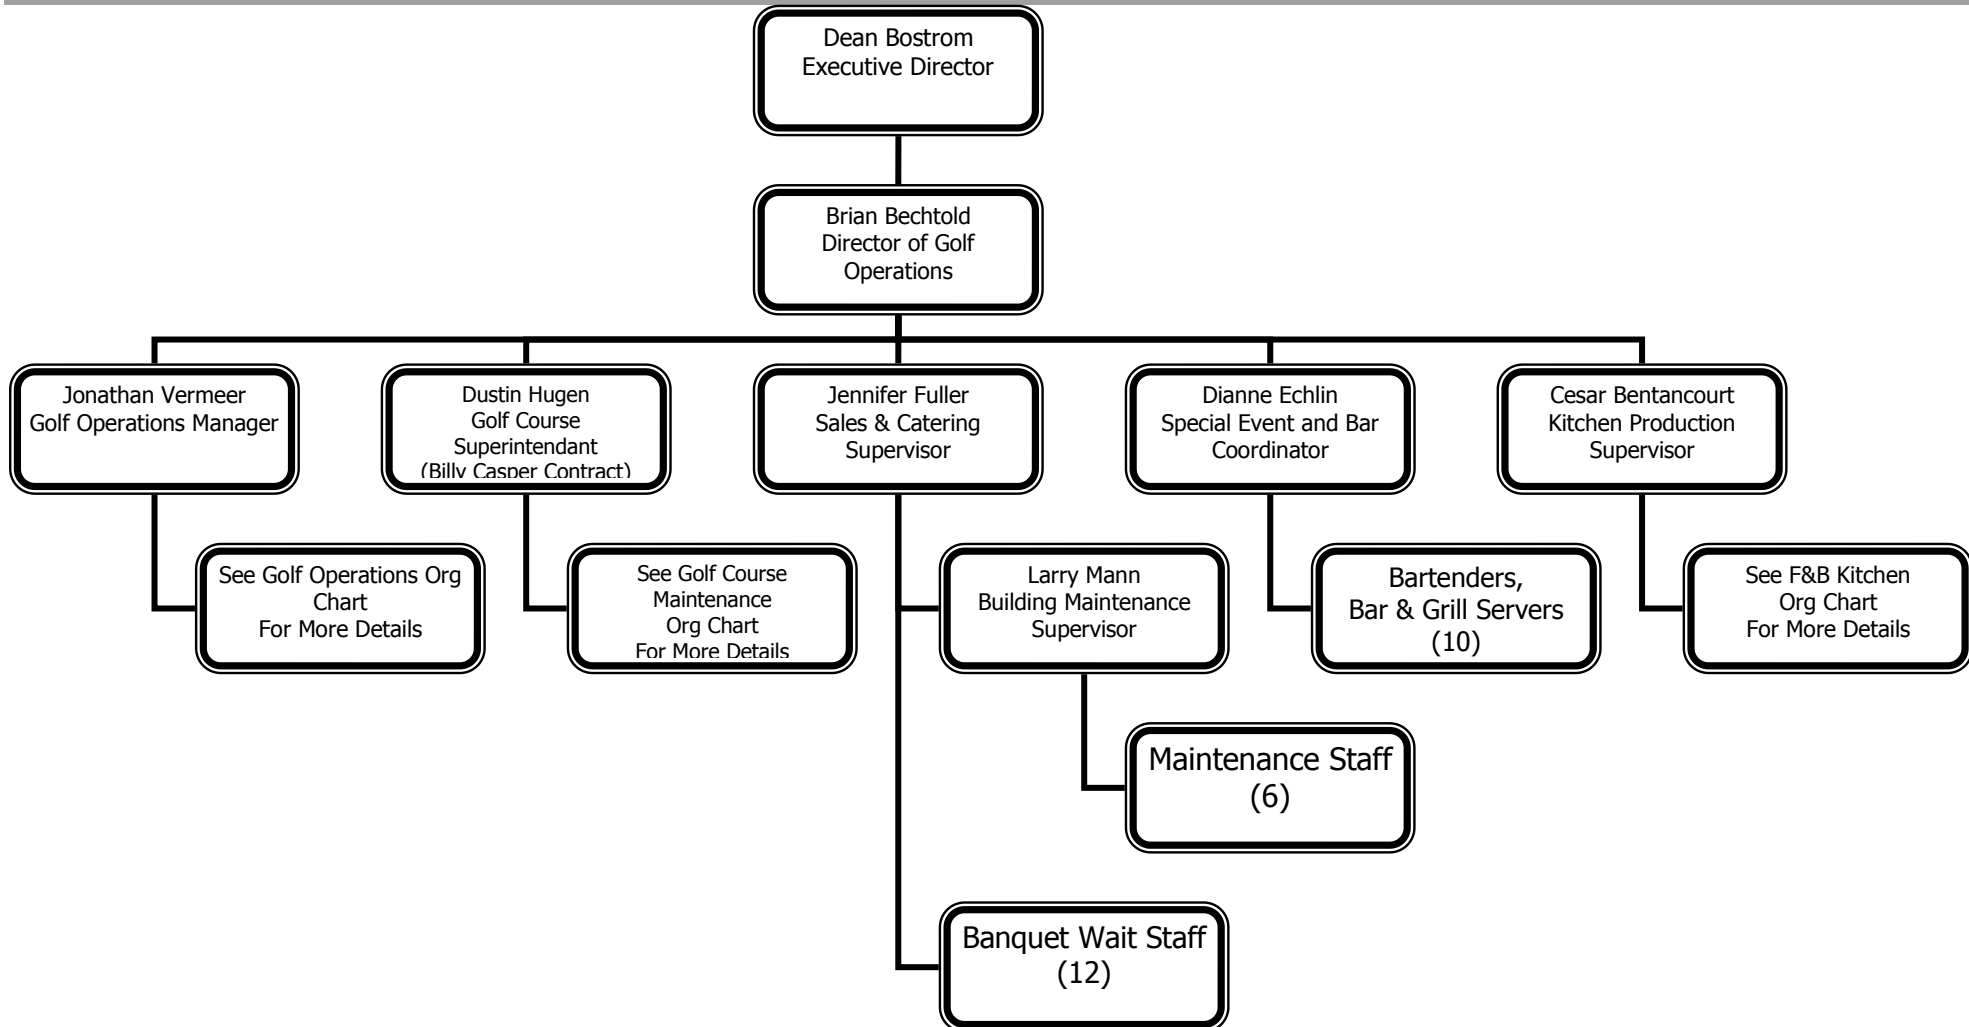 Dean Bostrom
Executive Director
Brian Bechtold
Director of Golf
Operations
Jonathan Vermeer
Golf Operations Manager
Dustin Hugen
Golf Course
Superintendant
(Billy Casper Contract)
Jennifer Fuller
Sales & Catering
Supervisor
Dianne Echlin
Special Event and Bar
Coordinator
Cesar Bentancourt
Kitchen Production
Supervisor
See Golf Operations Org
Chart
For More Details
See Golf Course
Maintenance
Org Chart
For More Details
Larry Mann
Building Maintenance
Supervisor
Bartenders,
Bar & Grill Servers
(10)
See F&B Kitchen
Org Chart
For More Details
Maintenance Staff
(6)
Banquet Wait Staff
(12)